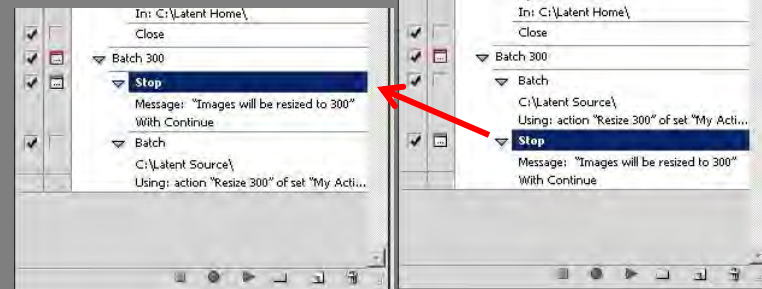 In: C:\Latent Home\
Close
Batch 300
Stop
Message: "Images will be resized to 300"
With Continue
Batch
C:\Latent Source\
Using: action "Resize 300" of set "My Acti...
In: C:\Latent Home\
Close
Batch 300
Batch
C:\Latent Source\
Using: action "Resize 300" of set "My Acti...
Stop
Message: "Images will be resized to 300"
With Continue